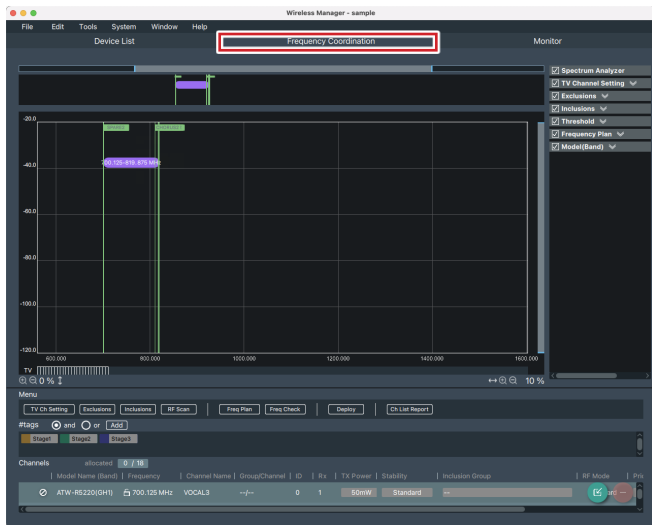 Wireless Manager - sample
File Edit Tools System Window Help
Device List Frequency Coordination Monitor
Spectrum Analyzer
TV Channel Setting
Exclusions
Inclusions
Threshold
Frequency Plan
Model(Band)
-20.0
700.125-819.875 MHz
-40.0
-60.0
-80.0
-100.0
-120.0
600.000 800.000 1000.000 1200.000 1400.000 1600.000
TV
0 % 10 %
Menu
TV Ch Setting Exclusions Inclusions RF Scan Freq Plan Freq Check Deploy Ch List Report
#tags and or Add
Stage1 Stage2 Stage3
Channels allocated 0 / 18
Model Name (Band) Frequency Channel Name Group/Channel ID Rx TX Power Stability Inclusion Group RF Mode Pri
ATW-R5220(GH1) 700.125 MHz VOCAL3 --/-- 0 1 50mW Standard -- --